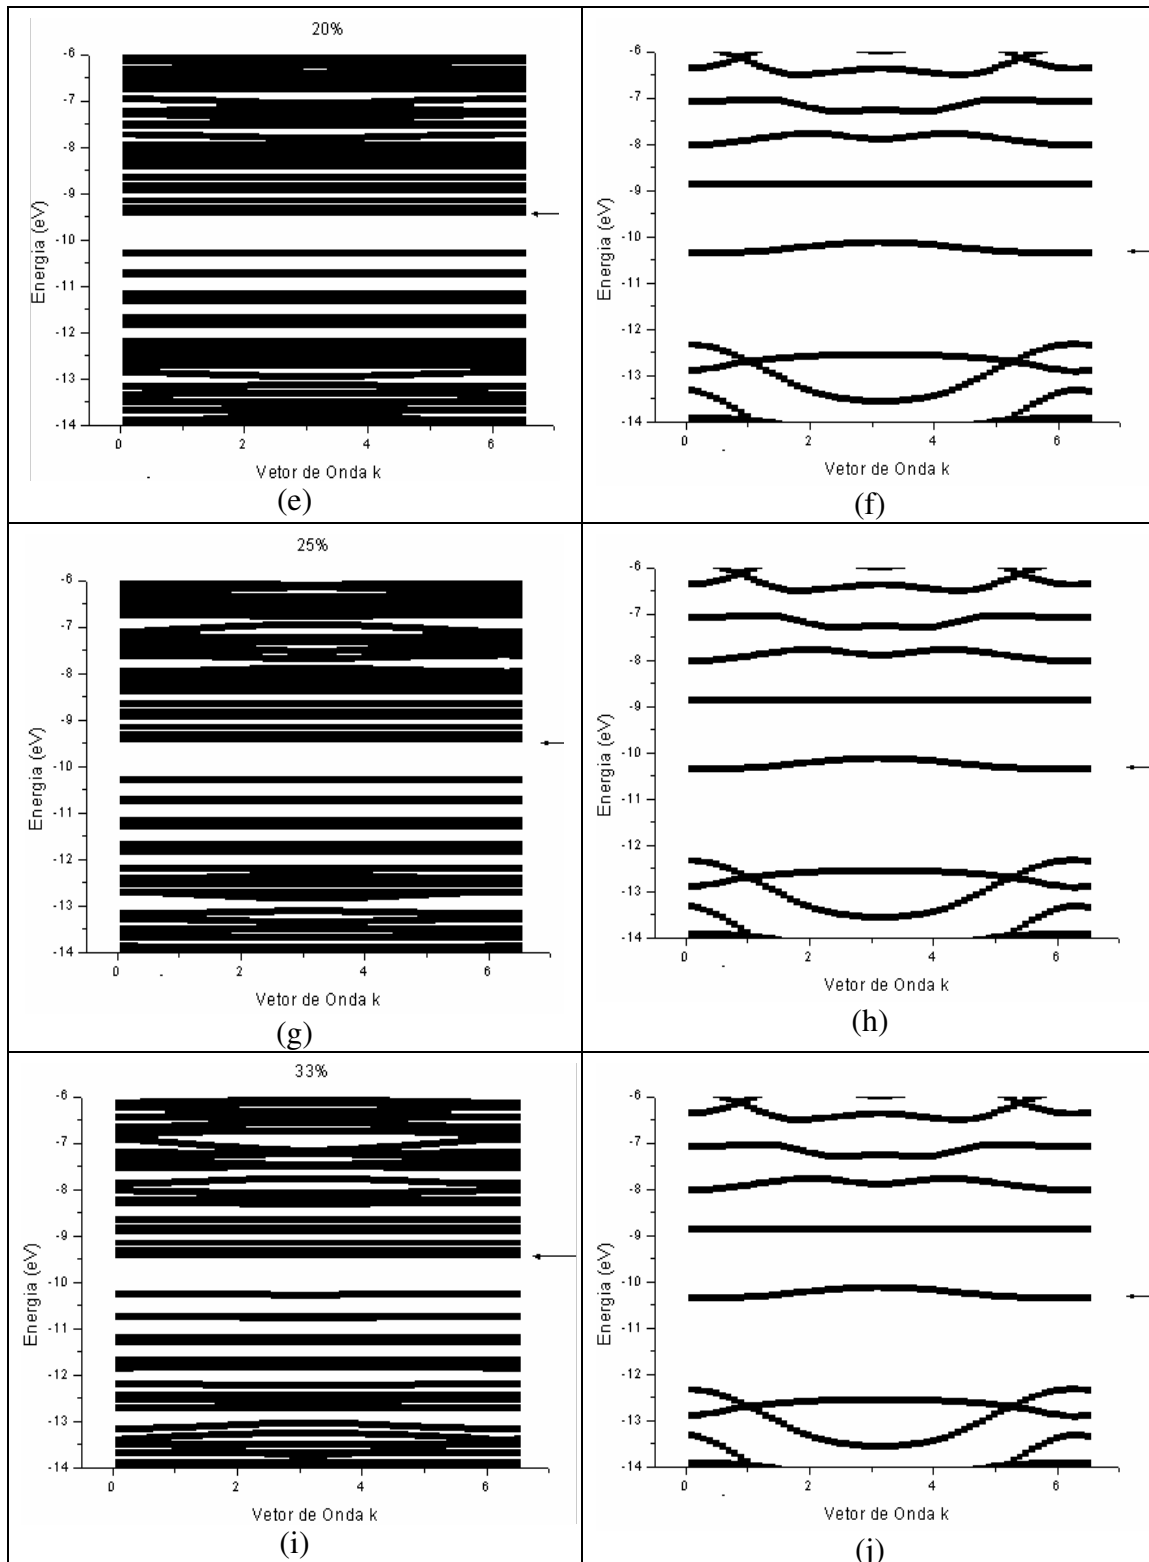 20%
-6
-7
-8
-9
-10
-11
-12
-13
-14
Energia (eV)
0 2 4 6
Vetor de Onda k
(e)
-6
-7
-8
-9
-10
-11
-12
-13
-14
Energia (eV)
0 2 4 6
Vetor de Onda k
(f)
25%
-6
-7
-8
-9
-10
-11
-12
-13
-14
Energia (eV)
0 2 4 6
Vetor de Onda k
(g)
-6
-7
-8
-9
-10
-11
-12
-13
-14
Energia (eV)
0 2 4 6
Vetor de Onda k
(h)
33%
-6
-7
-8
-9
-10
-11
-12
-13
-14
Energia (eV)
0 2 4 6
Vetor de Onda k
(i)
-6
-7
-8
-9
-10
-11
-12
-13
-14
Energia (eV)
0 2 4 6
Vetor de Onda k
(j)